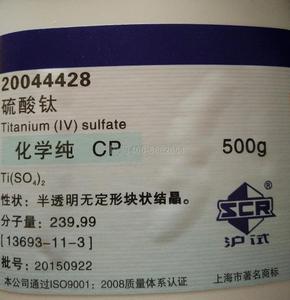 20044428
硫酸钛
Titanium (IV) sulfate
化学纯 CP
500g
Ti(SO₄)₂
性状：半透明无定形块状结晶。
分子量：239.99
[13693-11-3]
批号：20150922
本公司通过ISO9001：2008质量体系认证
SCR
沪试
上海市著名商标